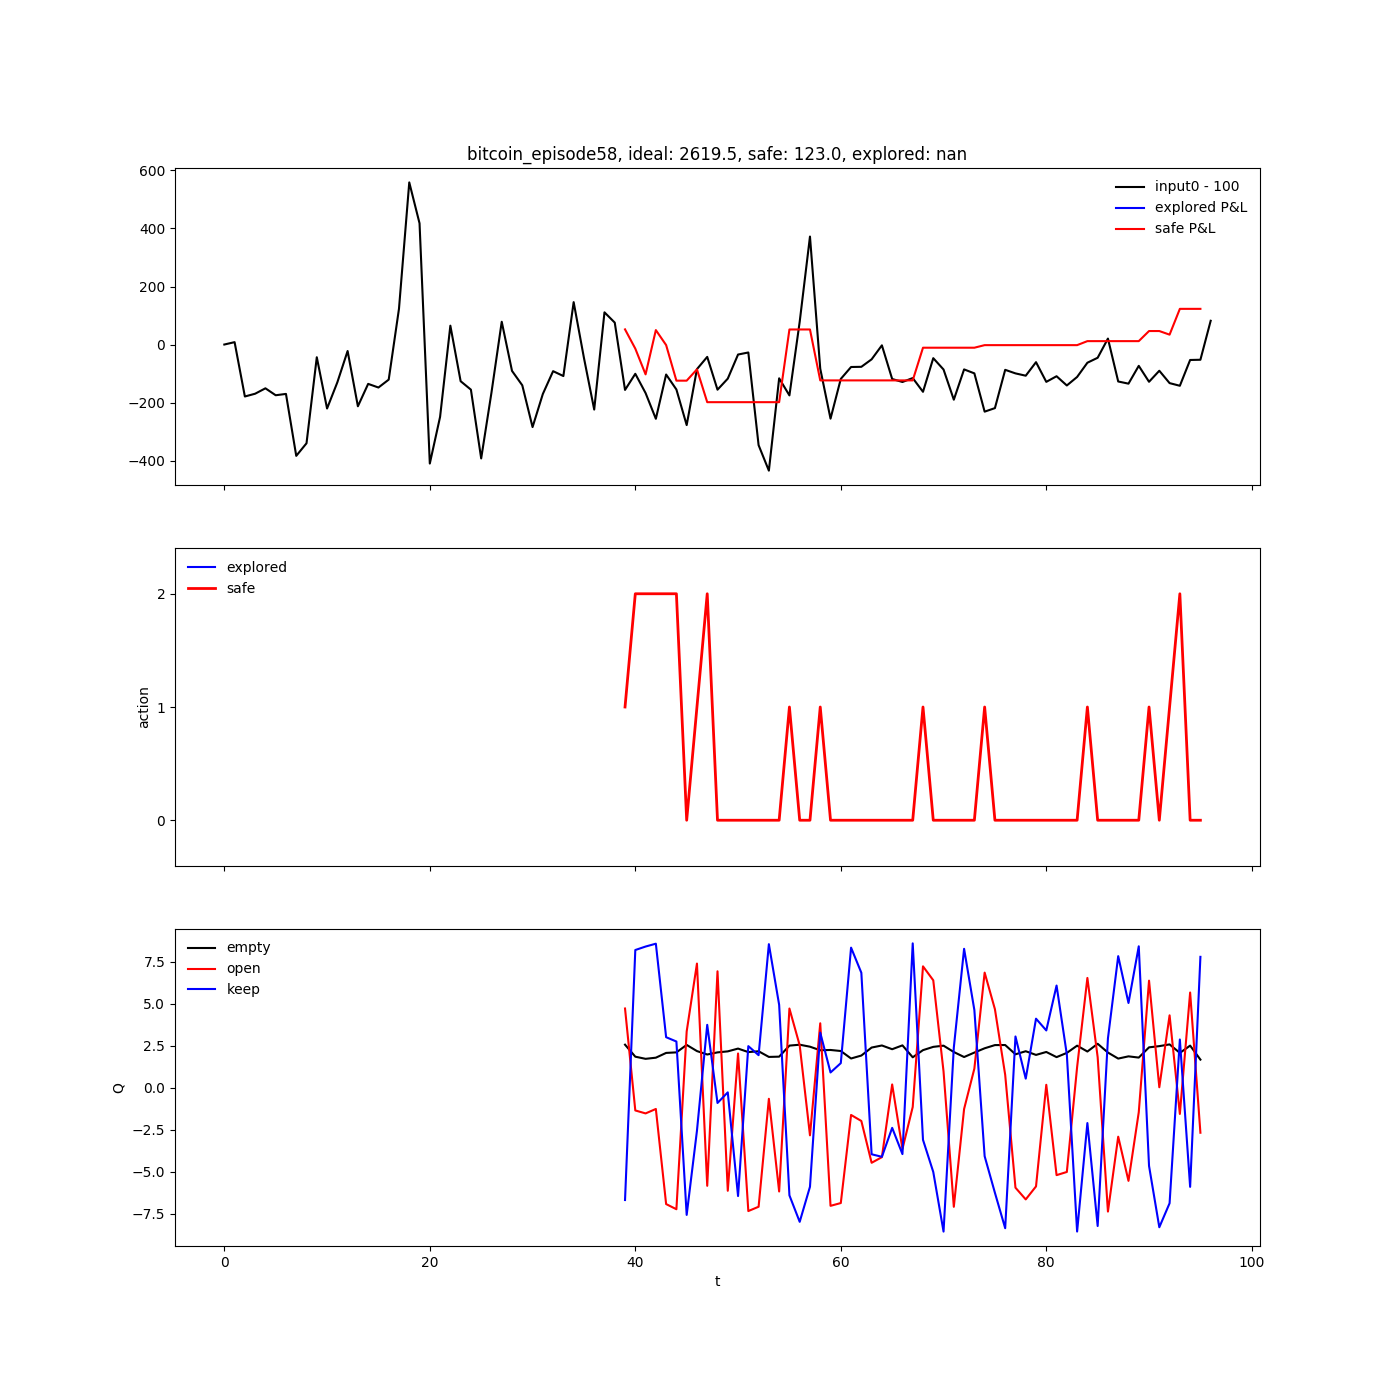 bitcoin_episode58, ideal: 2619.5, safe: 123.0, explored: nan
600
400
200
0
−200
−400
input0 - 100
explored P&L
safe P&L
explored
safe
2
1
0
action
empty
open
keep
7.5
5.0
2.5
0.0
−2.5
−5.0
−7.5
Q
0 20 40 60 80 100
t